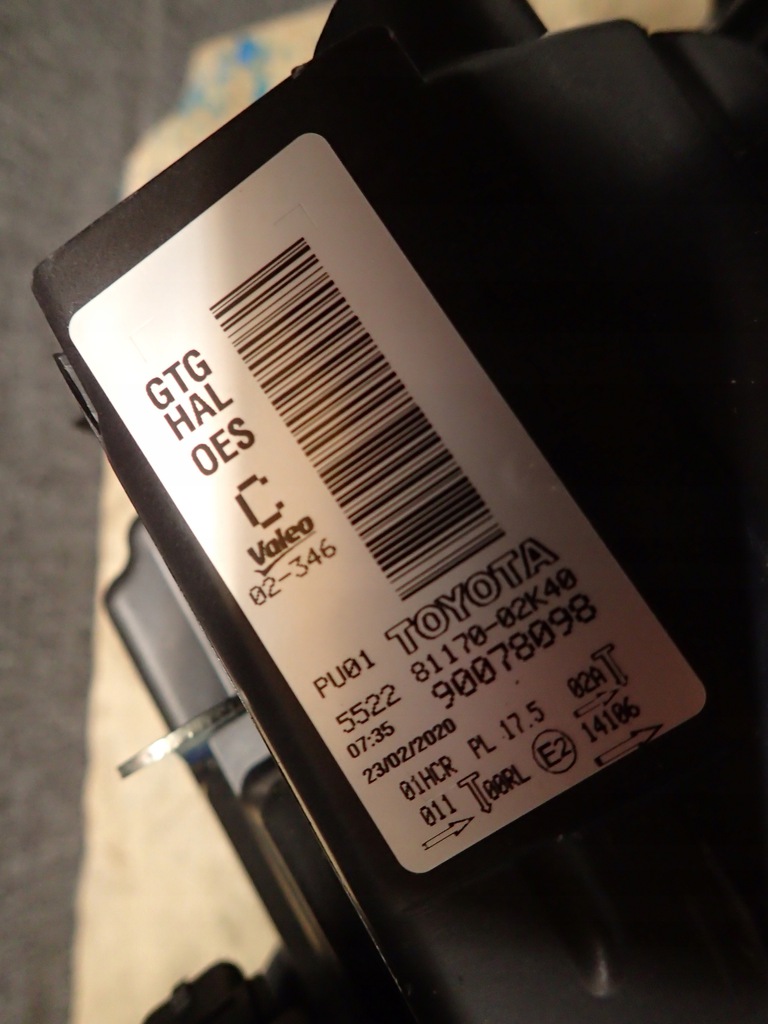 GTG
HAL
OES
Valeo
02-346
TOYOTA
PU01 81170-02K40
5522 90078098
07:35
23/02/2020
01HCR PL 17.5 02A
011 00RL E2 14106